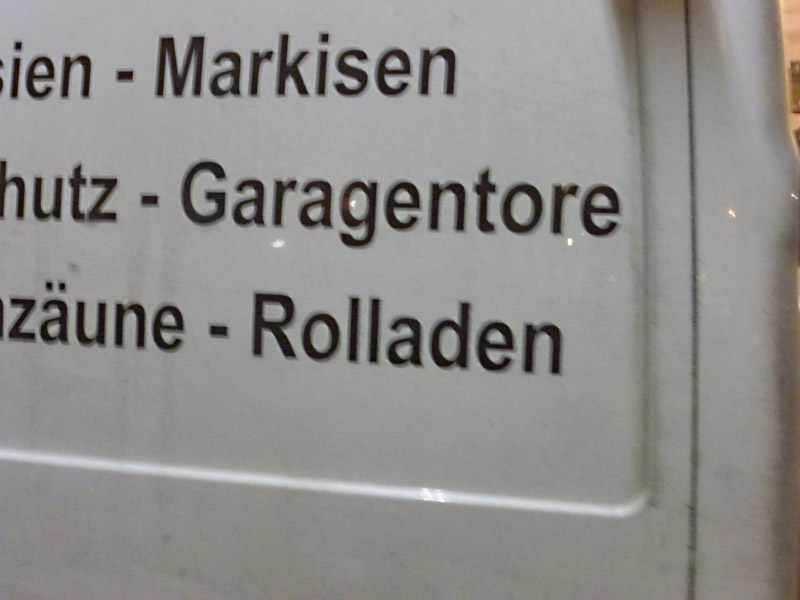 sien - Markisen
hutz - Garagentore
zäune - Rolladen